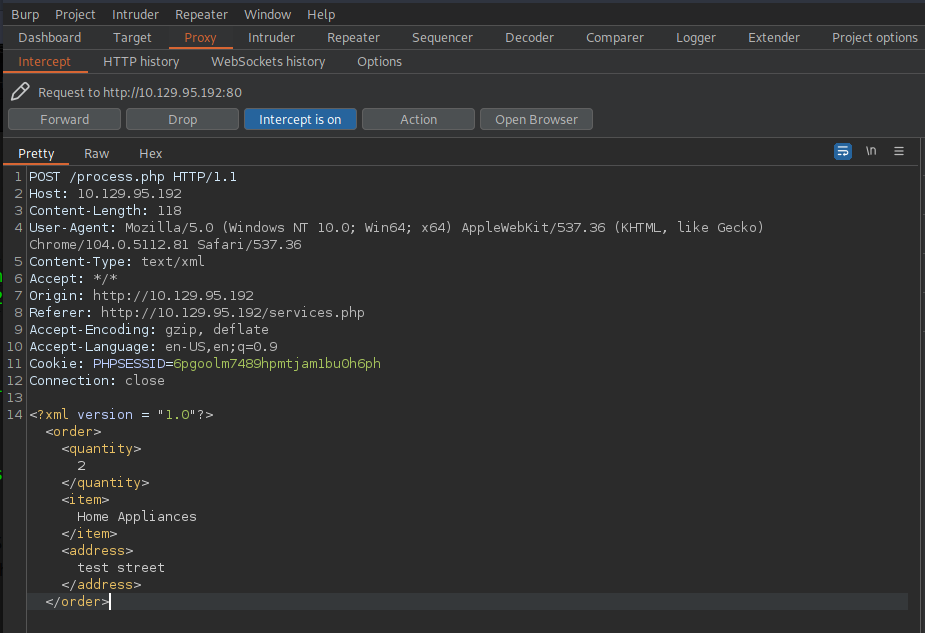 Burp Project Intruder Repeater Window Help
Dashboard Target Proxy Intruder Repeater Sequencer Decoder Comparer Logger Extender Project options
Intercept HTTP history WebSockets history Options
Request to http://10.129.95.192:80
Forward Drop Intercept is on Action Open Browser
Pretty Raw Hex \n
1 POST /process.php HTTP/1.1
2 Host: 10.129.95.192
3 Content-Length: 118
4 User-Agent: Mozilla/5.0 (Windows NT 10.0; Win64; x64) AppleWebKit/537.36 (KHTML, like Gecko)
Chrome/104.0.5112.81 Safari/537.36
5 Content-Type: text/xml
6 Accept: */*
7 Origin: http://10.129.95.192
8 Referer: http://10.129.95.192/services.php
9 Accept-Encoding: gzip, deflate
10 Accept-Language: en-US,en;q=0.9
11 Cookie: PHPSESSID=6pgoolm7489hpmtjam1bu0h6ph
12 Connection: close
13
14 <?xml version = "1.0"?>
<order>
<quantity>
2
</quantity>
<item>
Home Appliances
</item>
<address>
test street
</address>
</order>